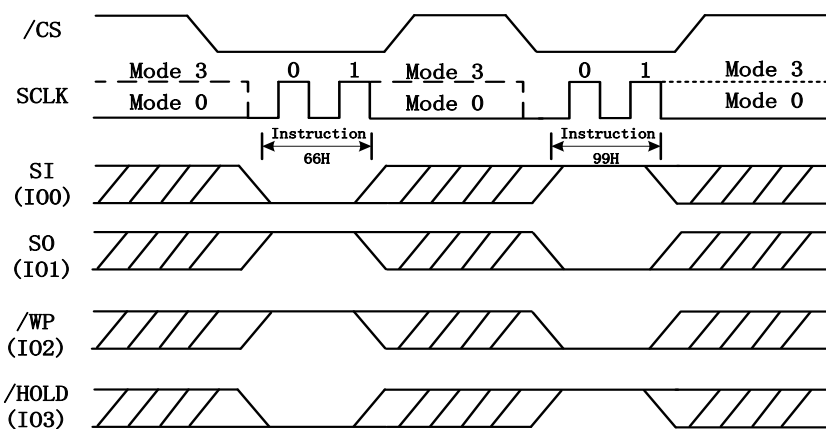 /CS
Mode 3 0 1 Mode 3 0 1 Mode 3
SCLK
Mode 0 Mode 0 Mode 0
Instruction Instruction
66H 99H
SI
(IO0)
SO
(IO1)
/WP
(IO2)
/HOLD
(IO3)